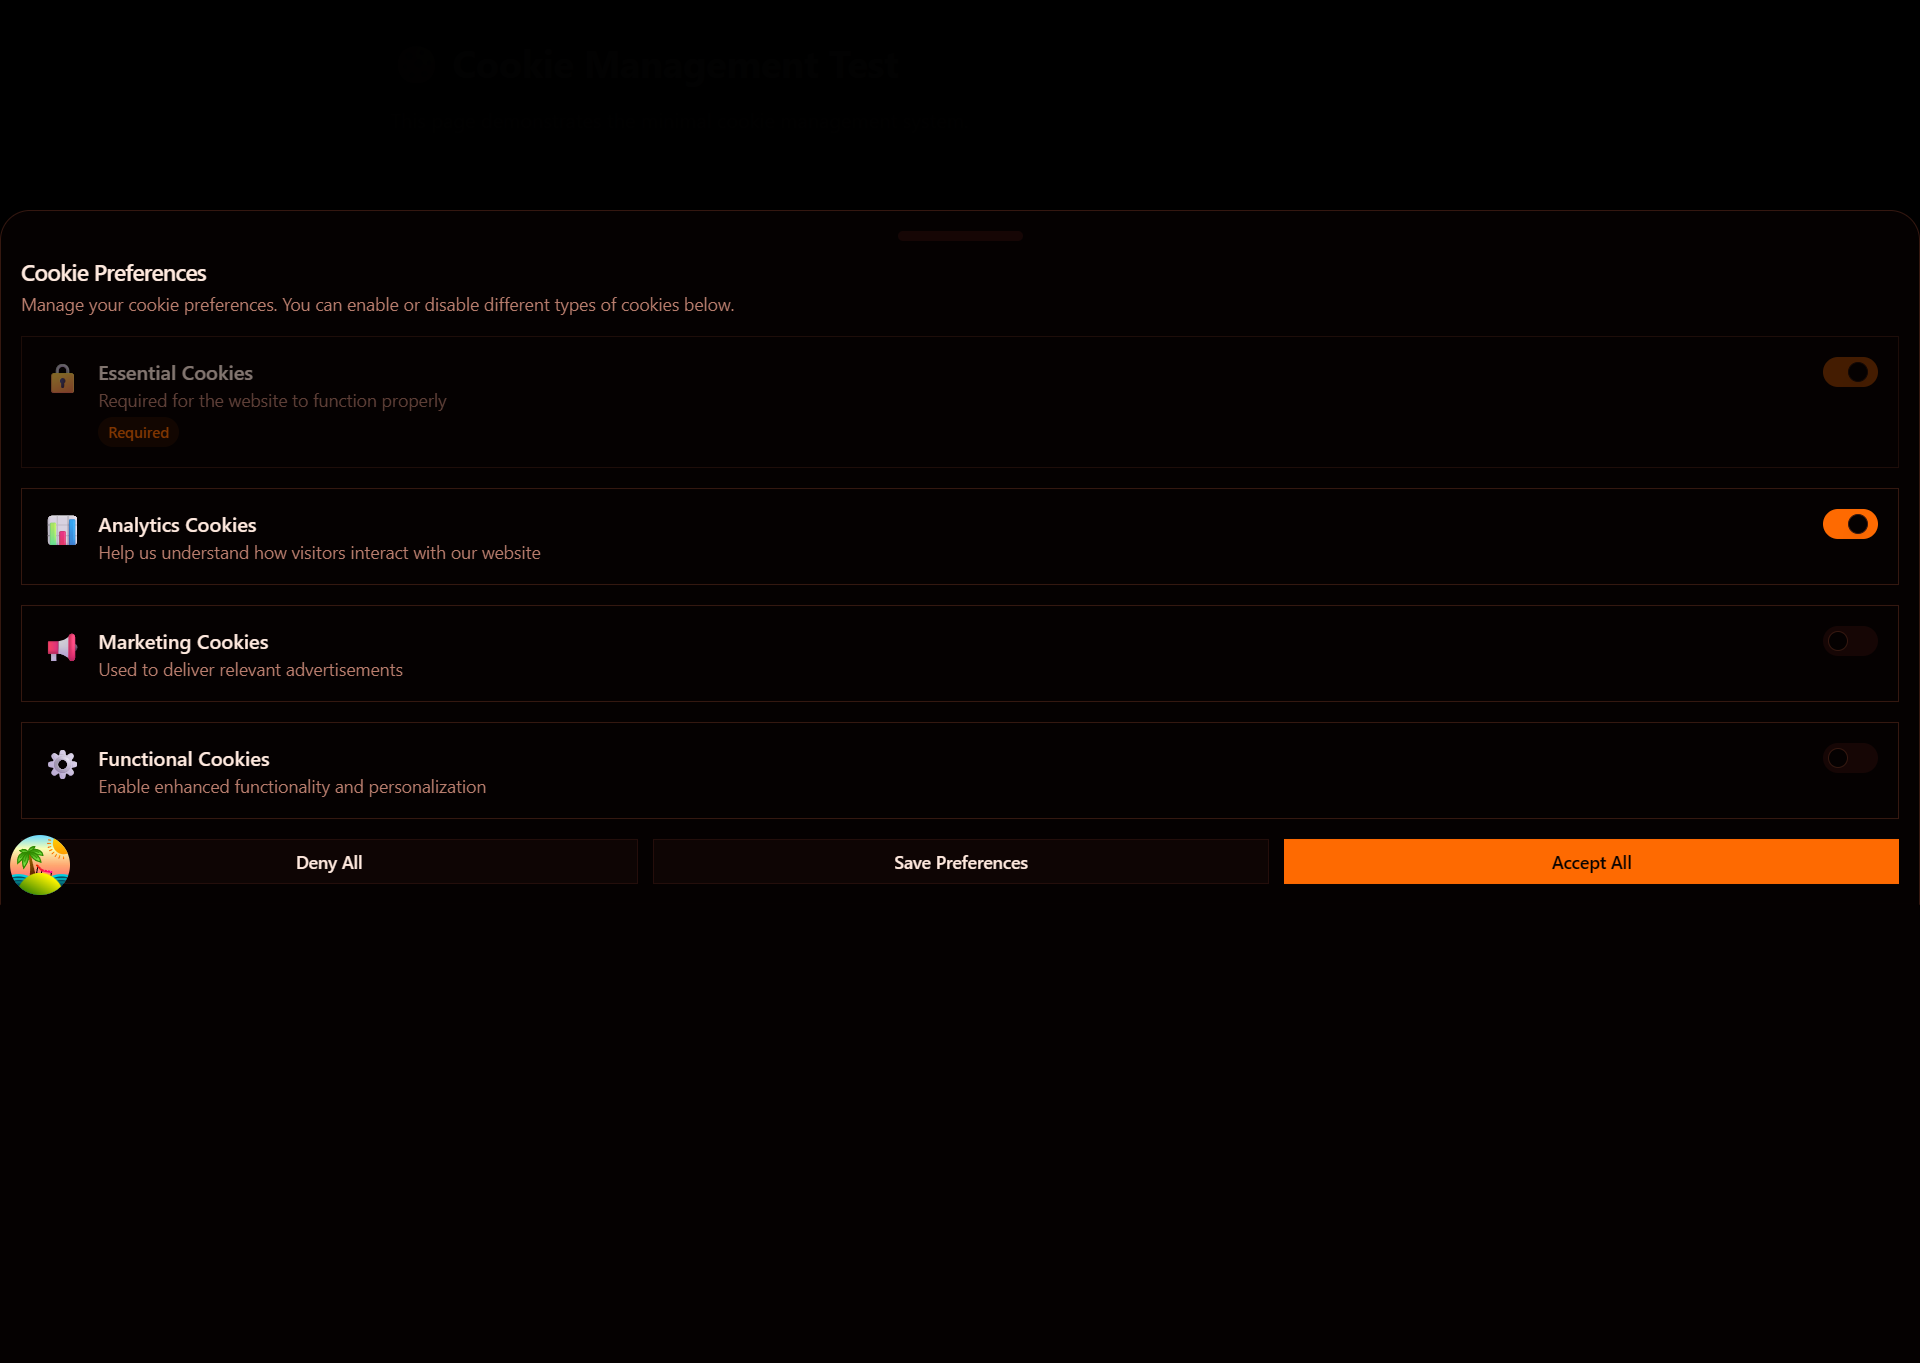 Cookie Management Test
Cookie Preferences
Manage your cookie preferences. You can enable or disable different types of cookies below.
Essential Cookies
Required for the website to function properly
Required
Analytics Cookies
Help us understand how visitors interact with our website
Marketing Cookies
Used to deliver relevant advertisements
Functional Cookies
Enable enhanced functionality and personalization
Deny All
Save Preferences
Accept All